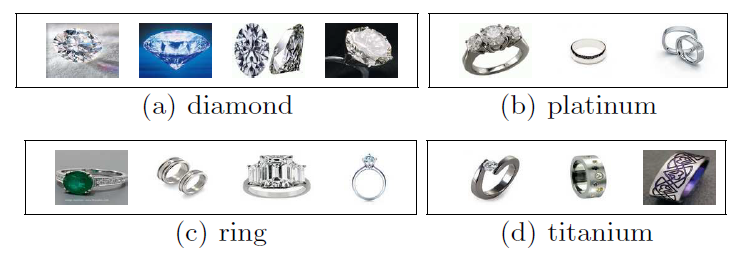 (a) diamond
(b) platinum
(c) ring
(d) titanium